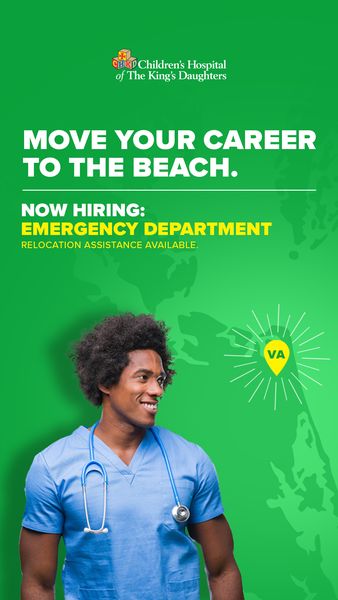 Children's Hospital
of The King's Daughters
MOVE YOUR CAREER
TO THE BEACH.
NOW HIRING:
EMERGENCY DEPARTMENT
RELOCATION ASSISTANCE AVAILABLE.
VA